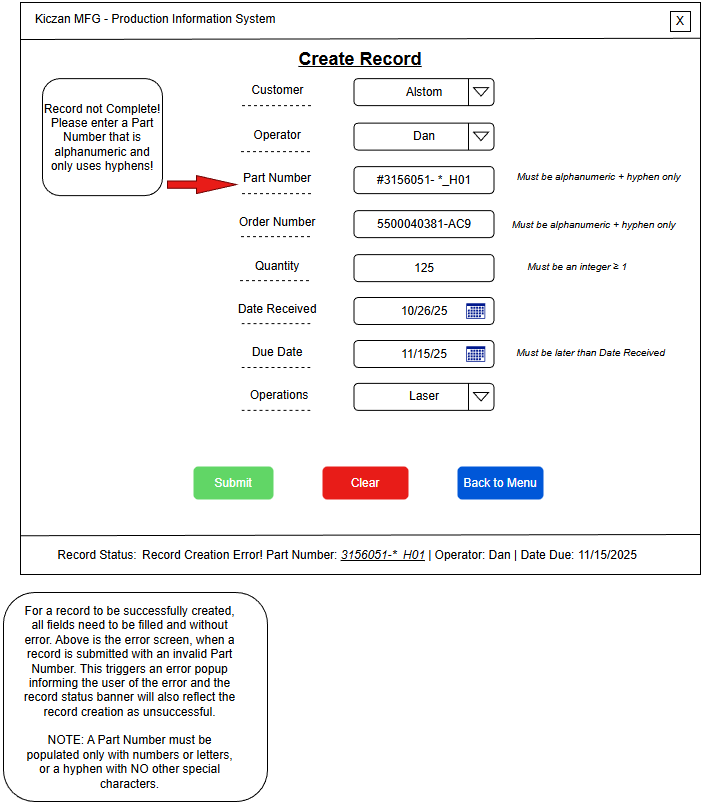 Kiczan MFG - Production Information System
X
Create Record
Record not Complete!
Please enter a Part
Number that is
alphanumeric and
only uses hyphens!
Customer
Alstom
Operator
Dan
Part Number
#3156051- *_H01
Must be alphanumeric + hyphen only
Order Number
5500040381-AC9
Must be alphanumeric + hyphen only
Quantity
125
Must be an integer ≥ 1
Date Received
10/26/25
Due Date
11/15/25
Must be later than Date Received
Operations
Laser
Submit
Clear
Back to Menu
Record Status: Record Creation Error! Part Number: 3156051-*_H01 | Operator: Dan | Date Due: 11/15/2025
For a record to be successfully created,
all fields need to be filled and without
error. Above is the error screen, when a
record is submitted with an invalid Part
Number. This triggers an error popup
informing the user of the error and the
record status banner will also reflect the
record creation as unsuccessful.
NOTE: A Part Number must be
populated only with numbers or letters,
or a hyphen with NO other special
characters.